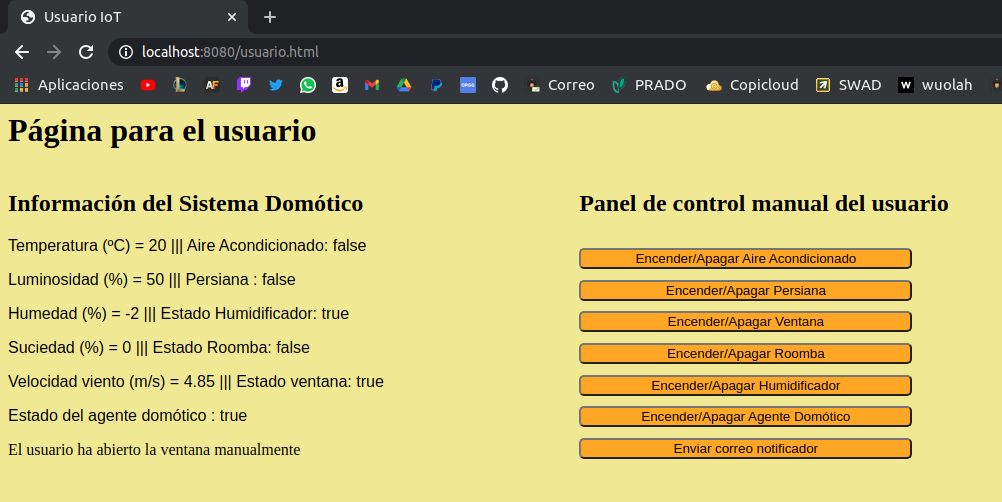 Usuario IoT
localhost:8080/usuario.html
Aplicaciones
AF
OPGG
Correo
PRADO
Copicloud
SWAD
W
wuolah
Página para el usuario
Información del Sistema Domótico
Temperatura (ºC) = 20 ||| Aire Acondicionado: false
Luminosidad (%) = 50 ||| Persiana : false
Humedad (%) = -2 ||| Estado Humidificador: true
Suciedad (%) = 0 ||| Estado Roomba: false
Velocidad viento (m/s) = 4.85 ||| Estado ventana: true
Estado del agente domótico : true
El usuario ha abierto la ventana manualmente
Panel de control manual del usuario
Encender/Apagar Aire Acondicionado
Encender/Apagar Persiana
Encender/Apagar Ventana
Encender/Apagar Roomba
Encender/Apagar Humidificador
Encender/Apagar Agente Domótico
Enviar correo notificador